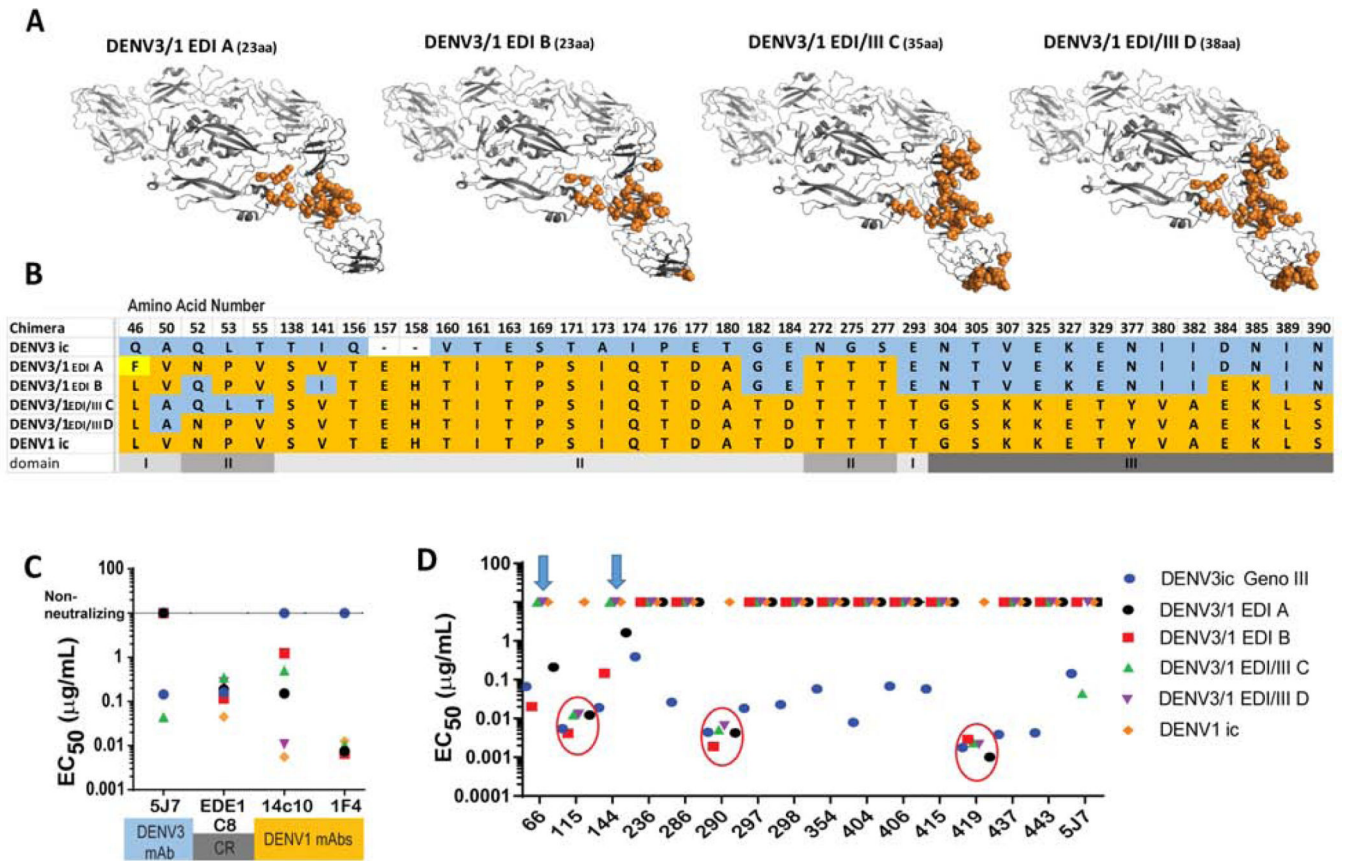 A
DENV3/1 EDI A (23aa) DENV3/1 EDI B (23aa) DENV3/1 EDI/III C (35aa) DENV3/1 EDI/III D (38aa)
B
Amino Acid Number
Chimera 46 50 52 53 55 138 141 156 157 158 160 161 163 169 171 173 174 176 177 180 182 184 272 275 277 293 304 305 307 325 327 329 377 380 382 384 385 389 390
DENV3 ic Q A Q L T T I Q - - V T E S T A I P E T G E N G S E N T V E K E N I I D N I N
DENV3/1 EDI A F V N P V S V T E H T I T P S I Q T D A G E T T T E N T V E K E N I I D N I N
DENV3/1 EDI B L V Q P V S I T E H T I T P S I Q T D A G E T T T E N T V E K E N I I E K I N
DENV3/1EDI/III C L A Q L T S V T E H T I T P S I Q T D A T D T T T T G S K K E T Y V A E K L S
DENV3/1EDI/III D L A N P V S V T E H T I T P S I Q T D A T D T T T T G S K K E T Y V A E K L S
DENV1 ic L V N P V S V T E H T I T P S I Q T D A T D T T T T G S K K E T Y V A E K L S
domain I II II II I III
C
100
Non-
neutralizing
1
0.1
0.01
0.001
EC50 (µg/mL)
5J7 EDE1 14c10 1F4
C8
DENV3 mAb CR DENV1 mAbs
D
100
1
0.1
0.01
0.001
0.0001
EC50 (µg/mL)
66 115 144 236 286 290 297 298 354 404 406 415 419 437 443 5J7
DENV3ic Geno III
DENV3/1 EDI A
DENV3/1 EDI B
DENV3/1 EDI/III C
DENV3/1 EDI/III D
DENV1 ic